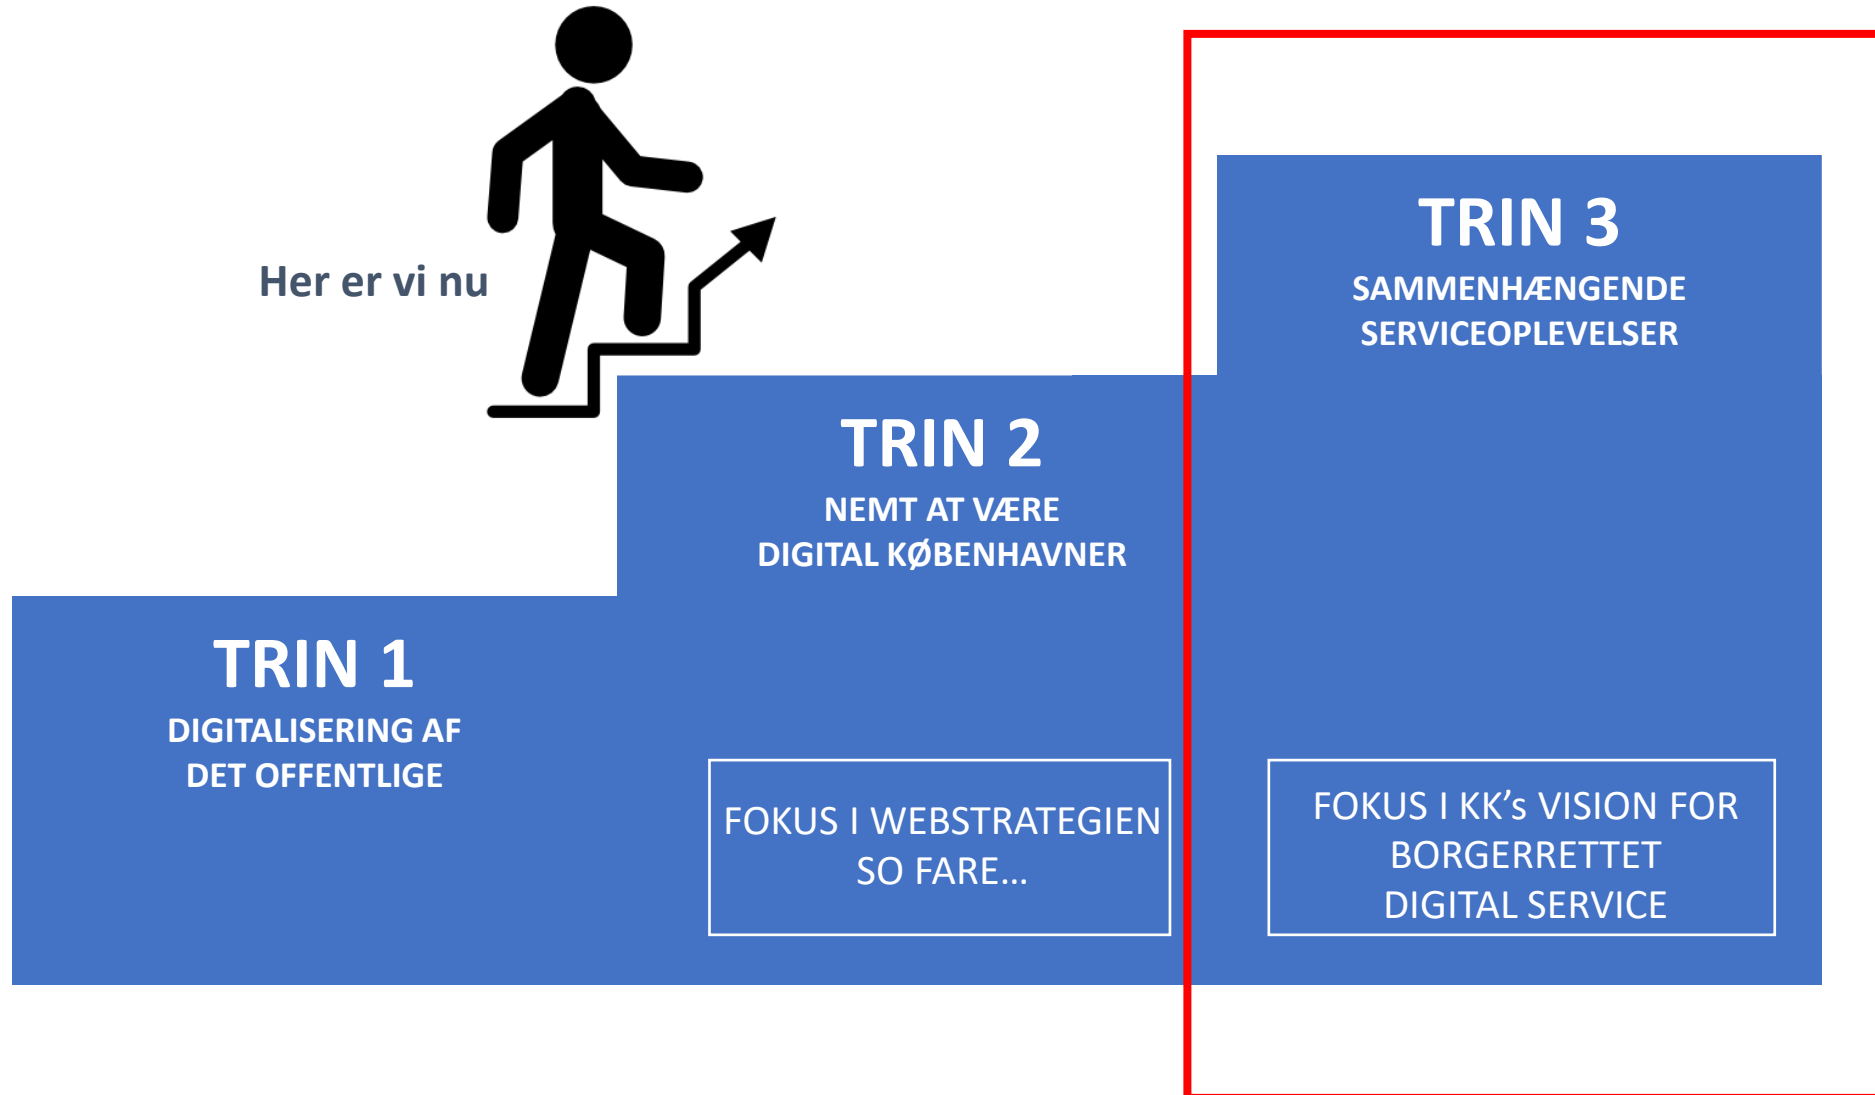 Her er vi nu
TRIN 1
DIGITALISERING AF
DET OFFENTLIGE
TRIN 2
NEMT AT VÆRE
DIGITAL KØBENHAVNER
FOKUS I WEBSTRATEGIEN
SO FARE…
TRIN 3
SAMMENHÆNGENDE
SERVICEOPLEVELSER
FOKUS I KK’s VISION FOR
BORGERRETTET
DIGITAL SERVICE